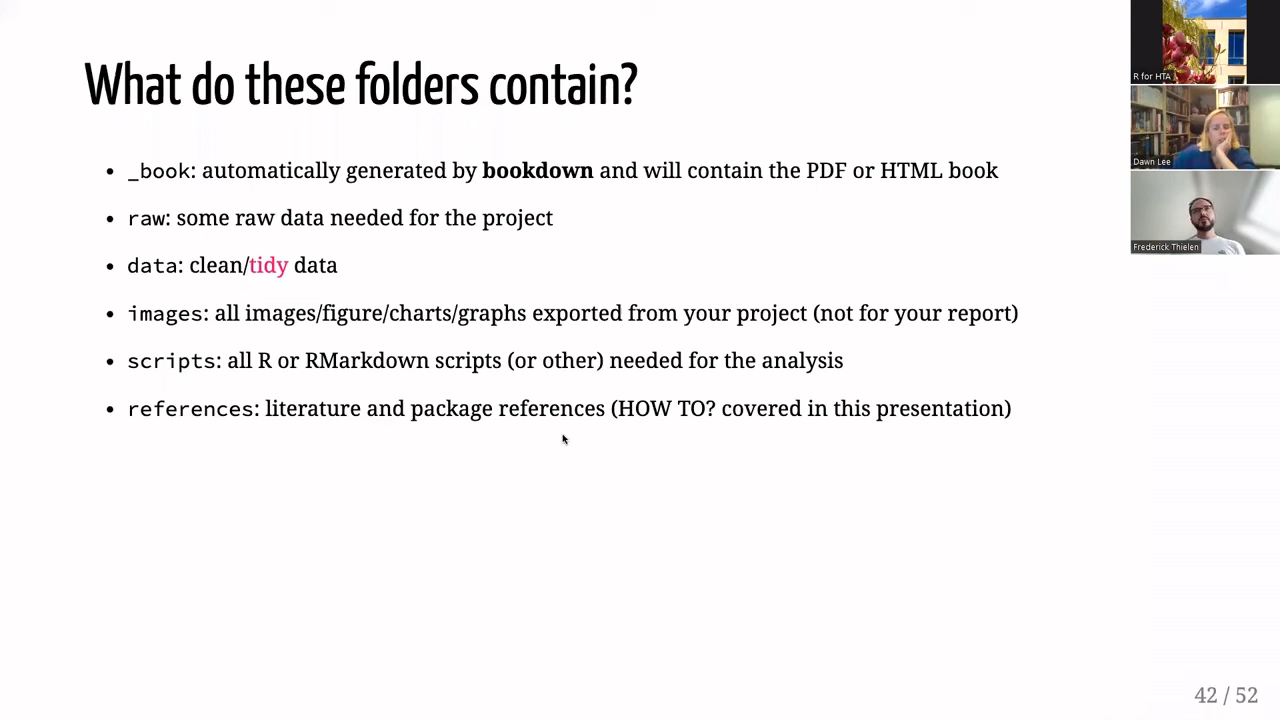 What do these folders contain?
• _book: automatically generated by bookdown and will contain the PDF or HTML book
• raw: some raw data needed for the project
• data: clean/tidy data
• images: all images/figure/charts/graphs exported from your project (not for your report)
• scripts: all R or RMarkdown scripts (or other) needed for the analysis
• references: literature and package references (HOW TO? covered in this presentation)
R for HTA
Dawn Lee
Frederick Thielen
42 / 52